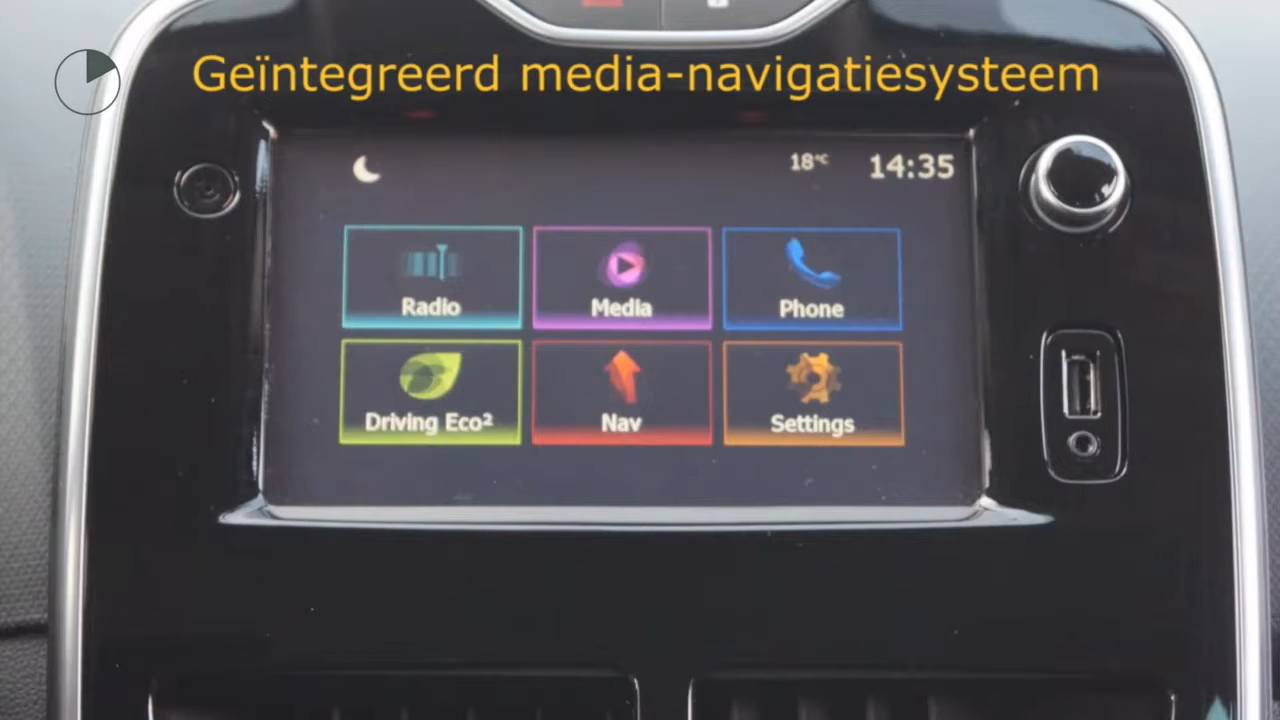 Geïntegreerd media-navigatiesysteem
18°C 14:35
Radio Media Phone
Driving Eco² Nav Settings